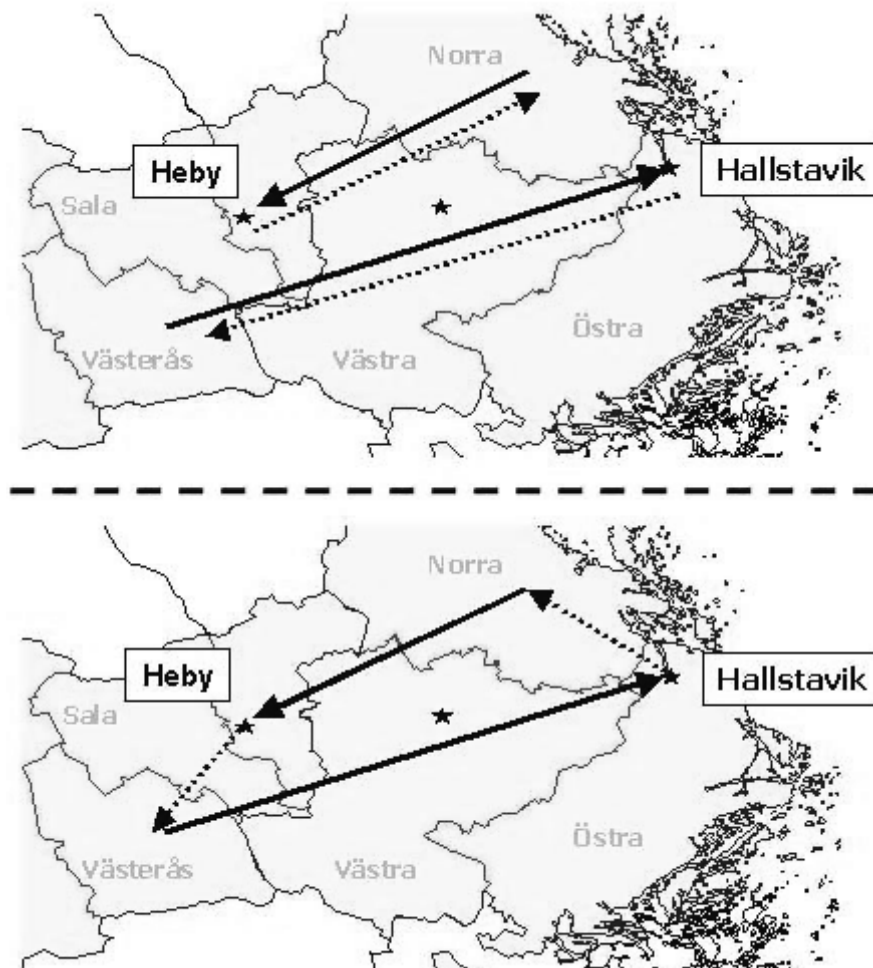 Norra
Heby
Hallstavik
Sala
Östra
Västerås
Västra
Norra
Heby
Hallstavik
Sala
Östra
Västerås
Västra